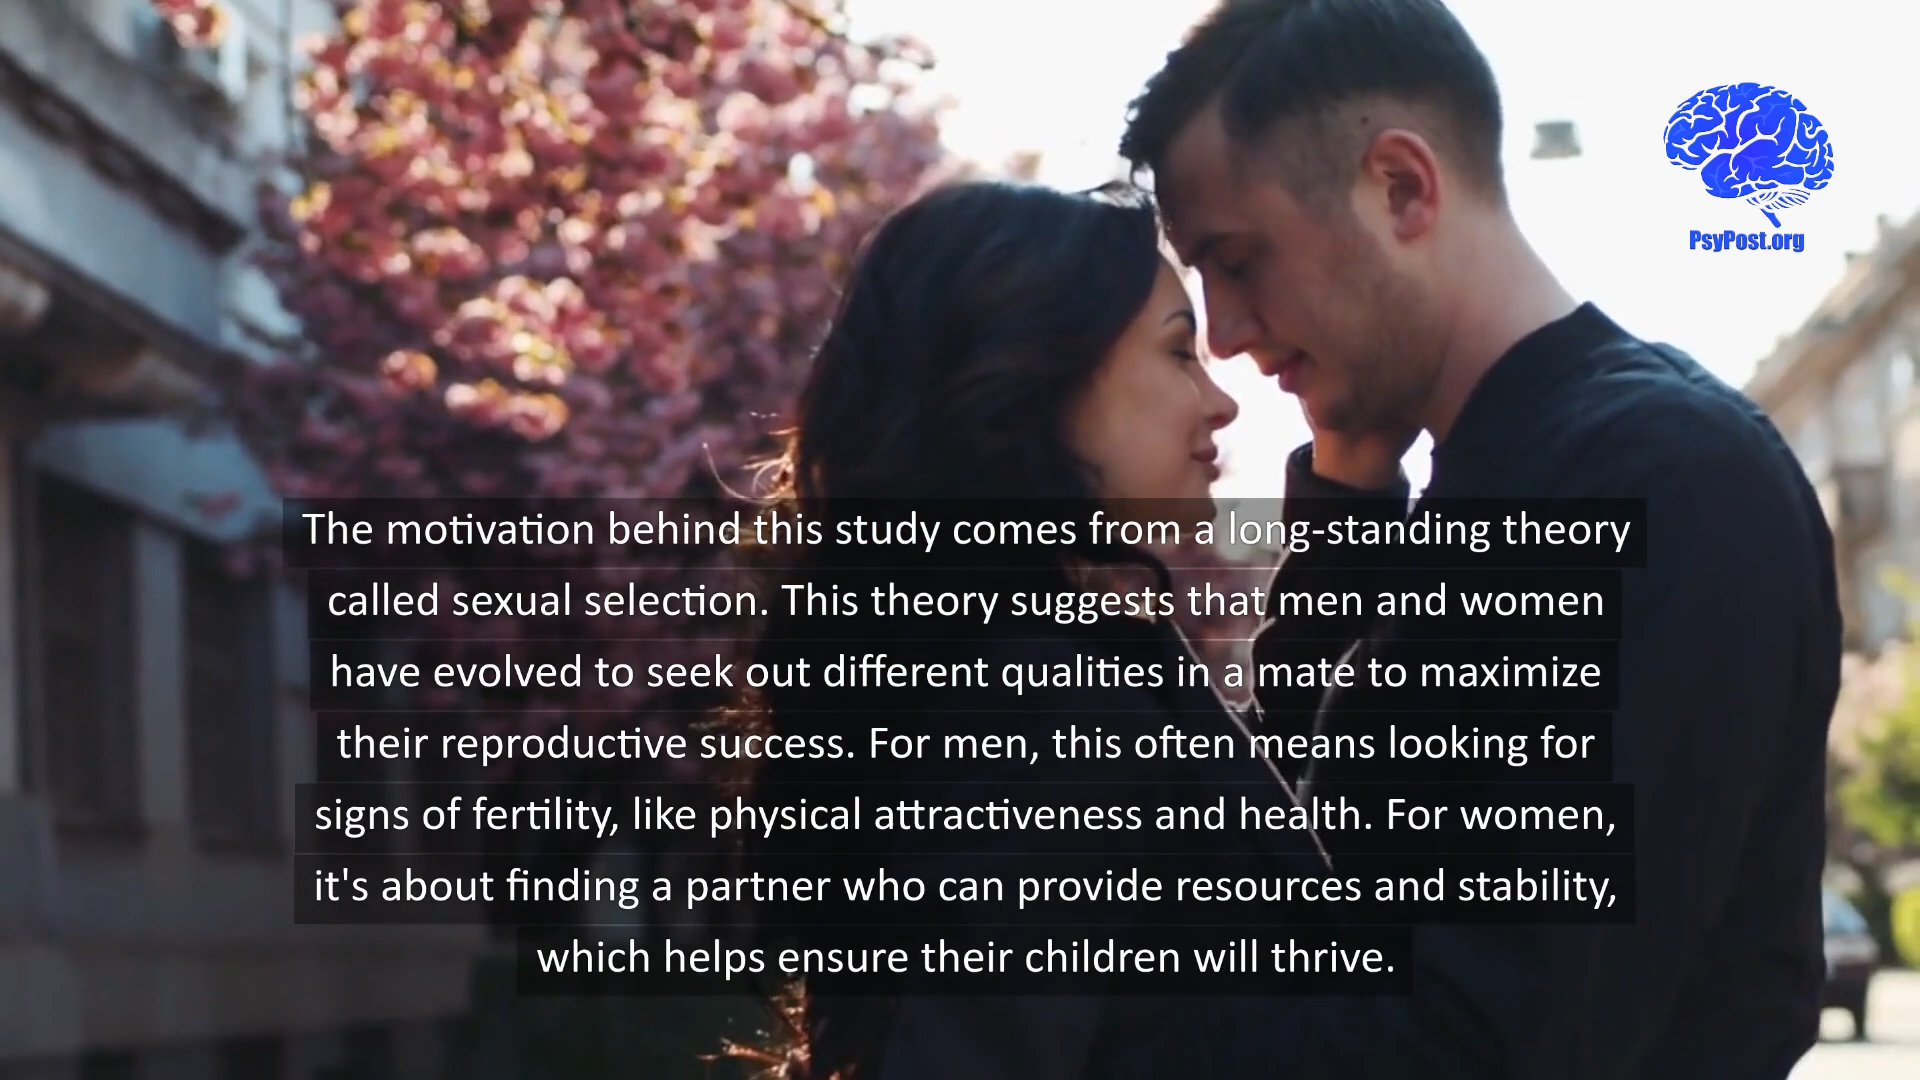 PsyPost.org
The motivation behind this study comes from a long-standing theory
called sexual selection. This theory suggests that men and women
have evolved to seek out different qualities in a mate to maximize
their reproductive success. For men, this often means looking for
signs of fertility, like physical attractiveness and health. For women,
it's about finding a partner who can provide resources and stability,
which helps ensure their children will thrive.